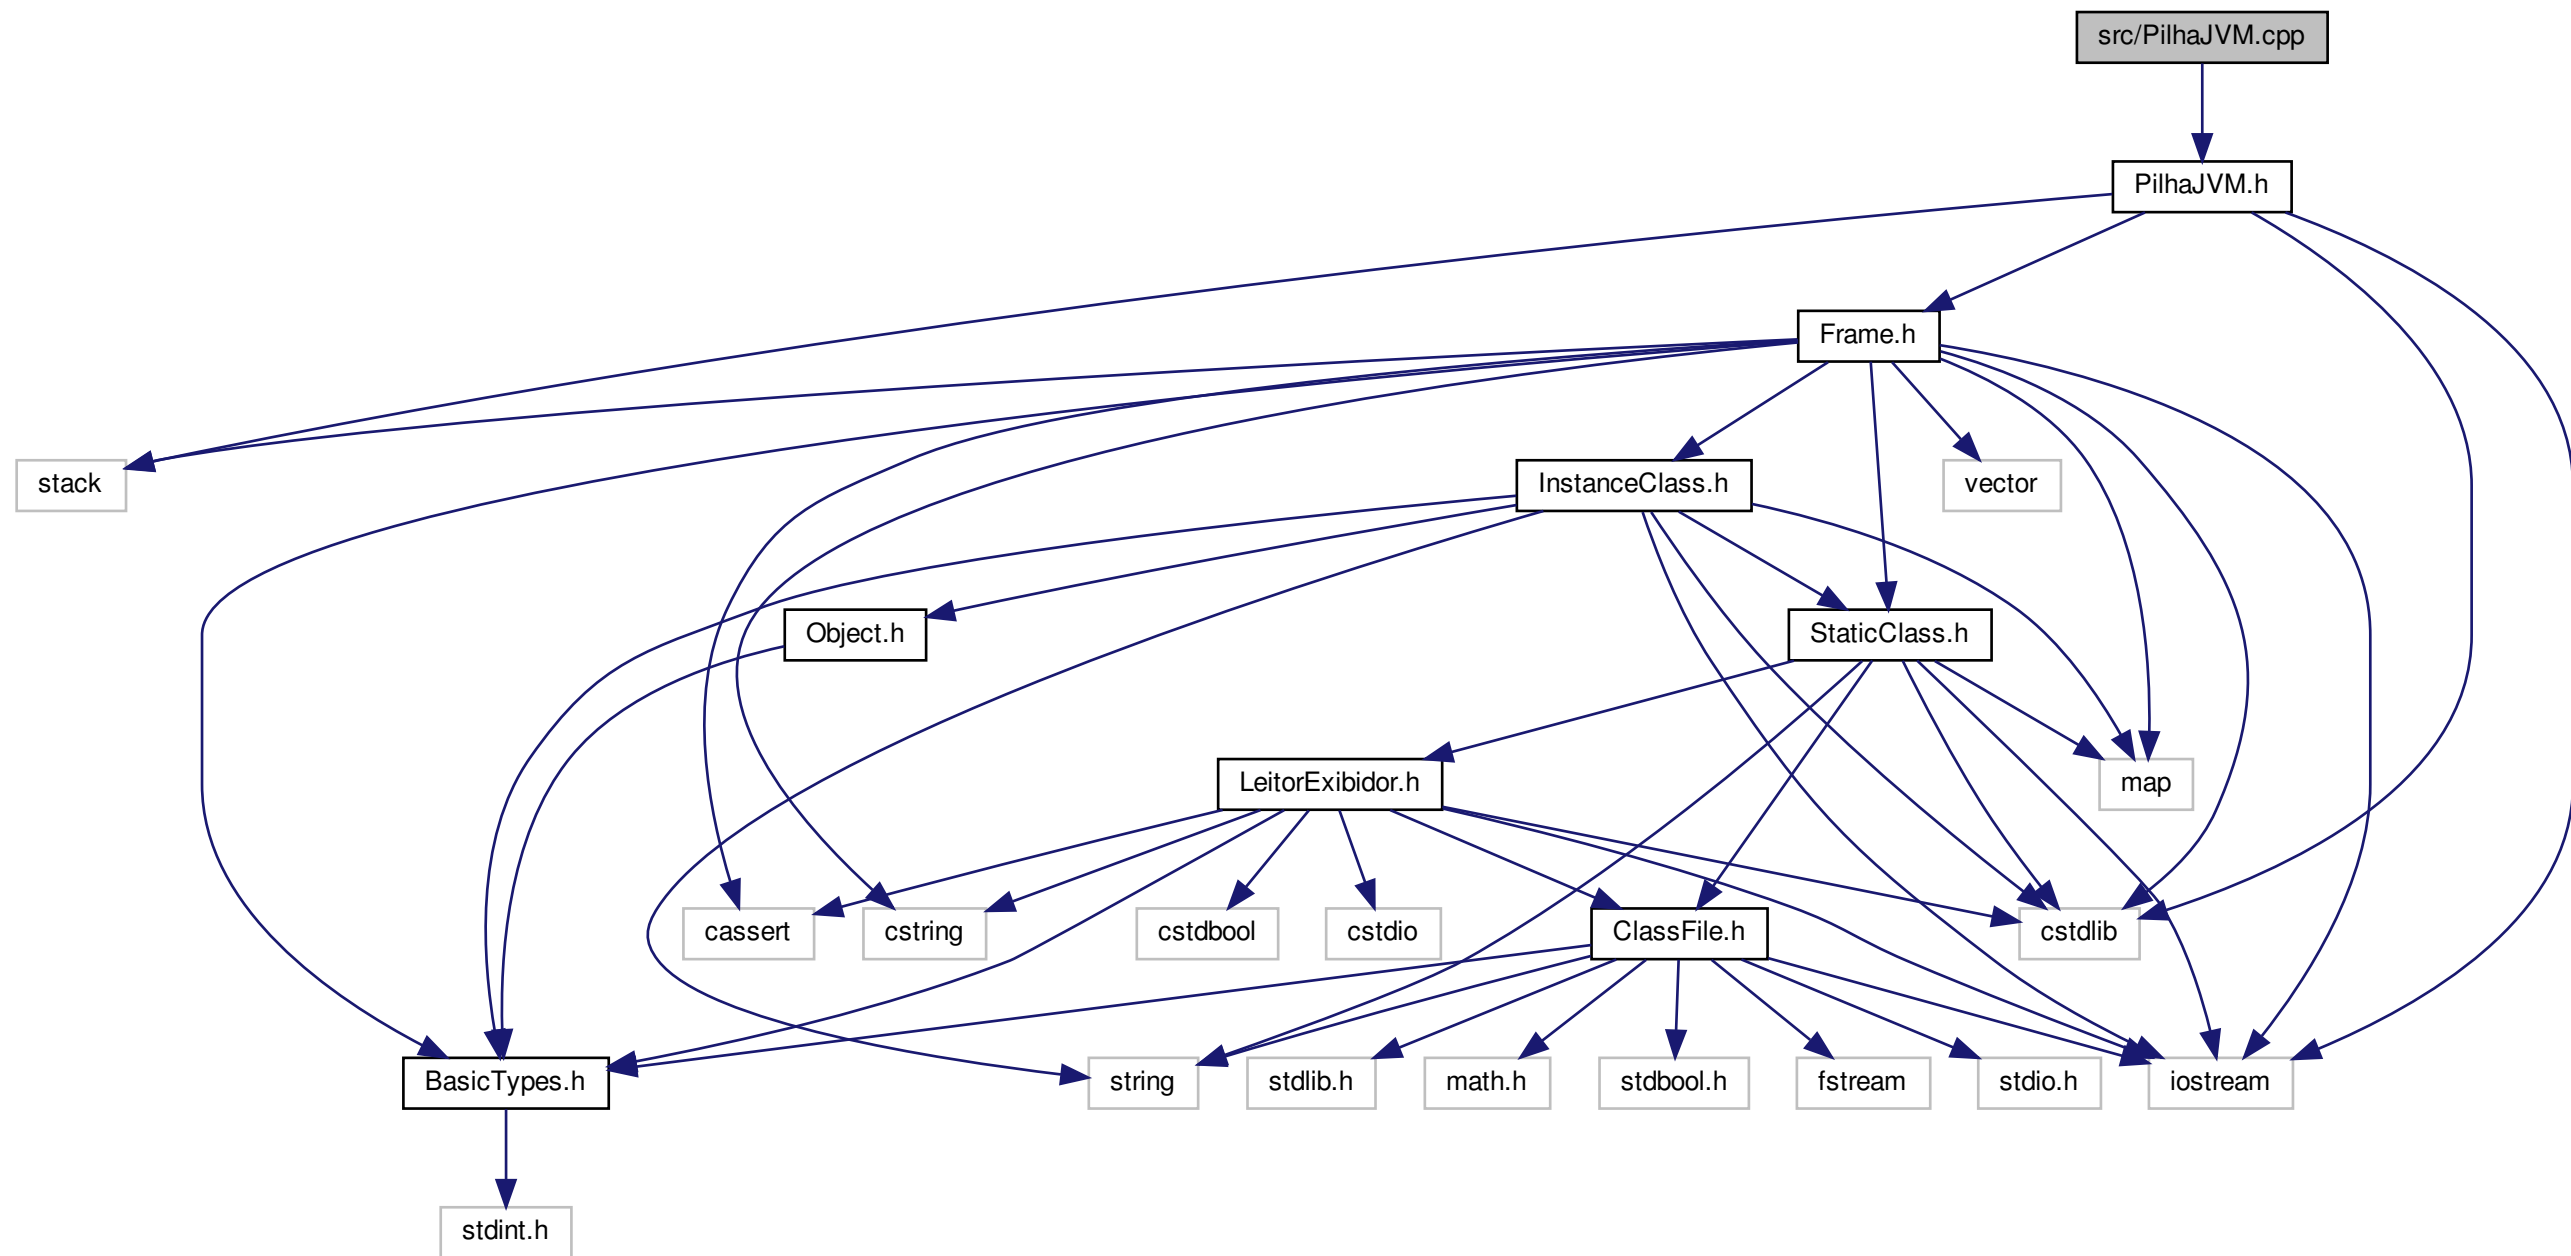 src/PilhaJVM.cpp
PilhaJVM.h
Frame.h
stack
InstanceClass.h
vector
Object.h
StaticClass.h
LeitorExibidor.h
map
cassert
cstring
cstdbool
cstdio
ClassFile.h
cstdlib
BasicTypes.h
string
stdlib.h
math.h
stdbool.h
fstream
stdio.h
iostream
stdint.h